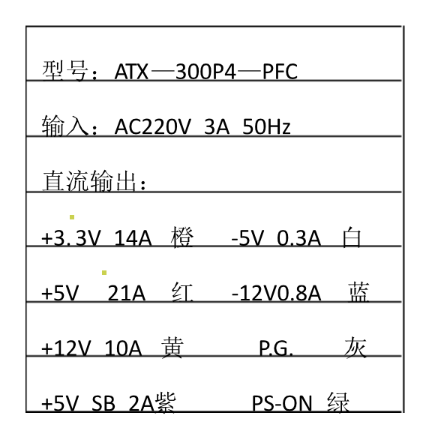 型号：ATX—300P4—PFC
输入：AC220V 3A 50Hz
直流输出：
+3.3V 14A 橙 -5V 0.3A 白
+5V 21A 红 -12V0.8A 蓝
+12V 10A 黄 P.G. 灰
+5V SB 2A紫 PS-ON 绿